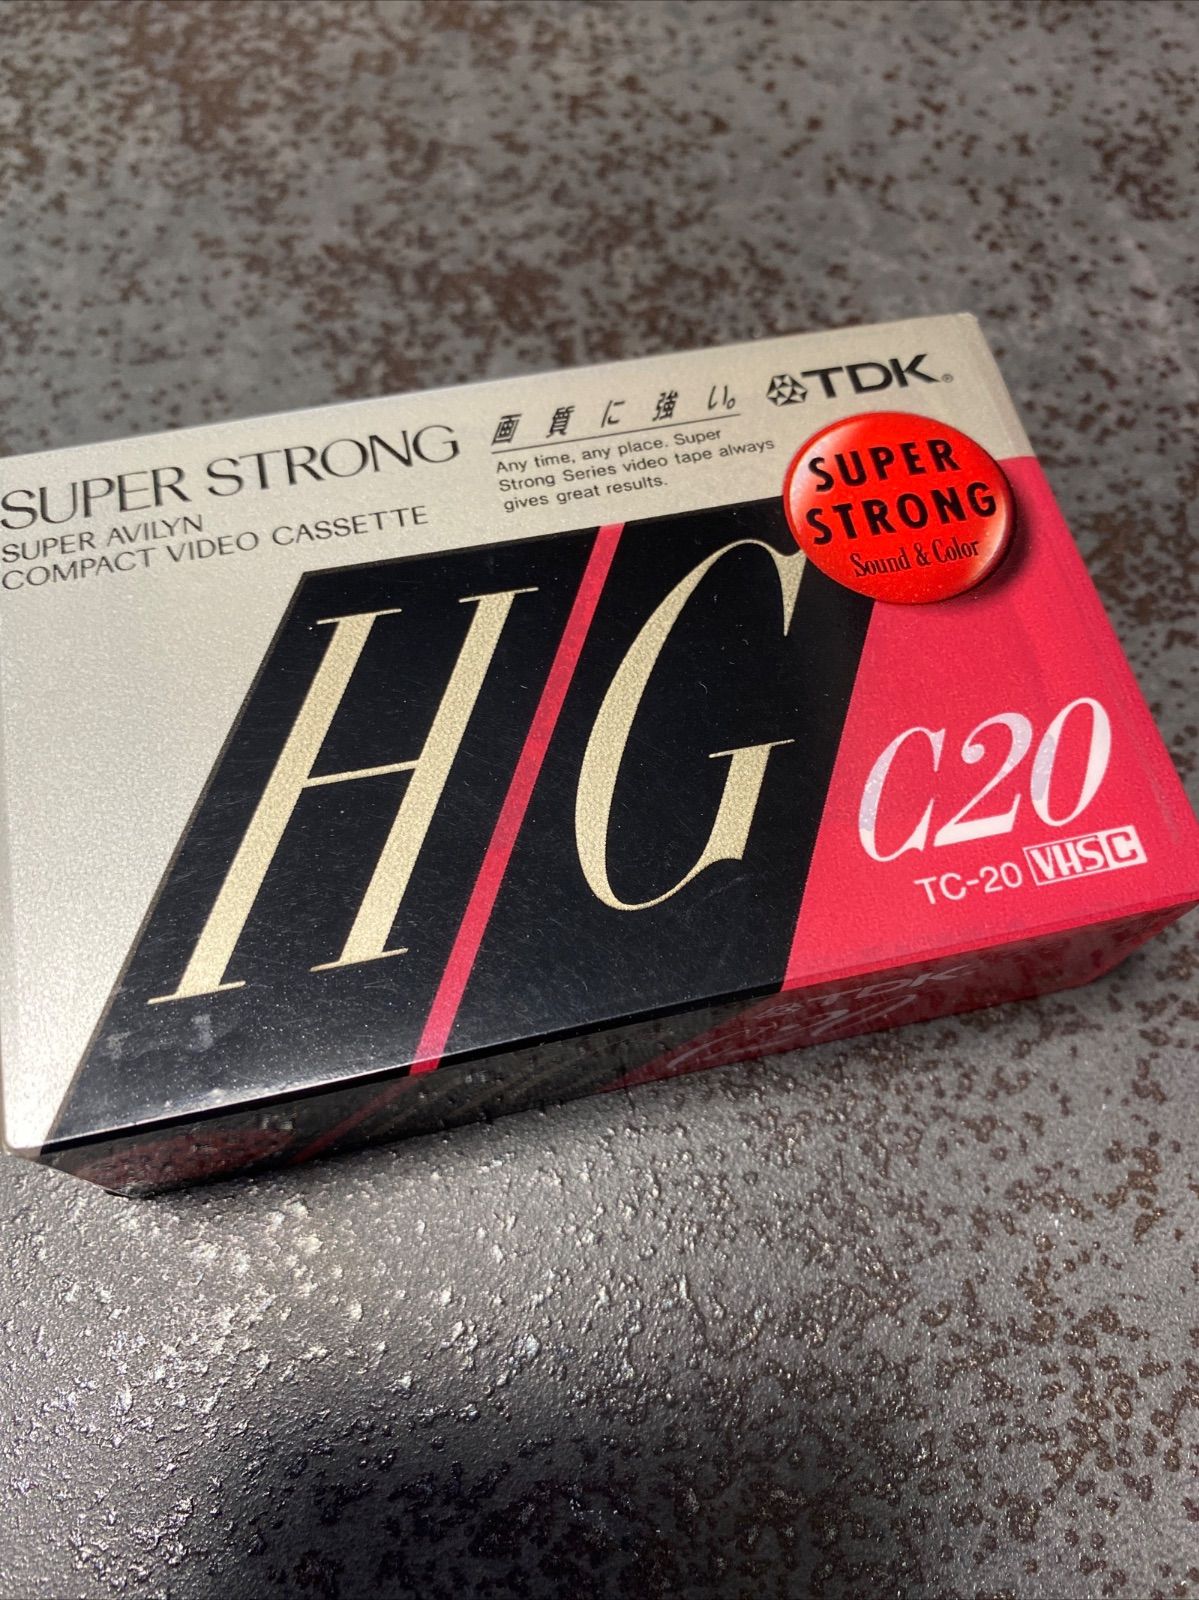 SUPER STRONG
SUPER AVILYN
COMPACT VIDEO CASSETTE
画質に強い。
Any time, any place. Super
Strong Series video tape always
gives great results.
TDK®
SUPER
STRONG
Sound & Color
HG
C20
TC-20 VHS C
TDK